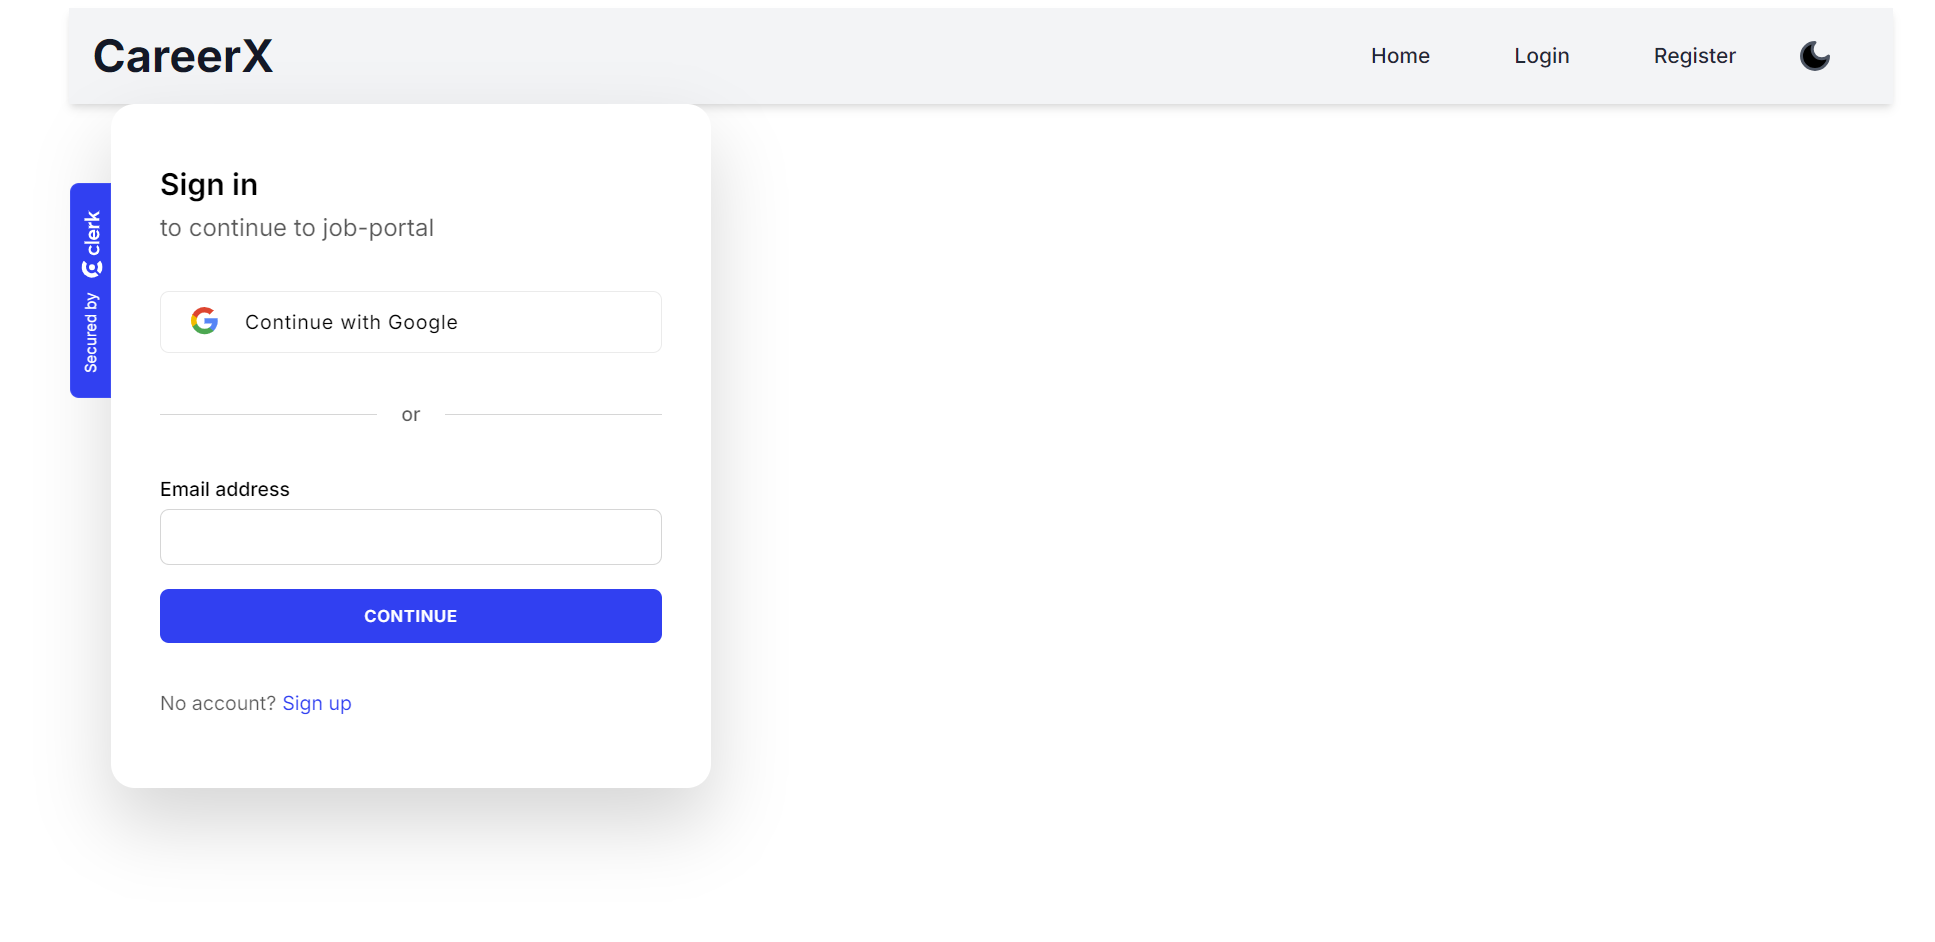 CareerX
Home
Login
Register
Sign in
to continue to job-portal
Secured by clerk
Continue with Google
or
Email address
CONTINUE
No account? Sign up